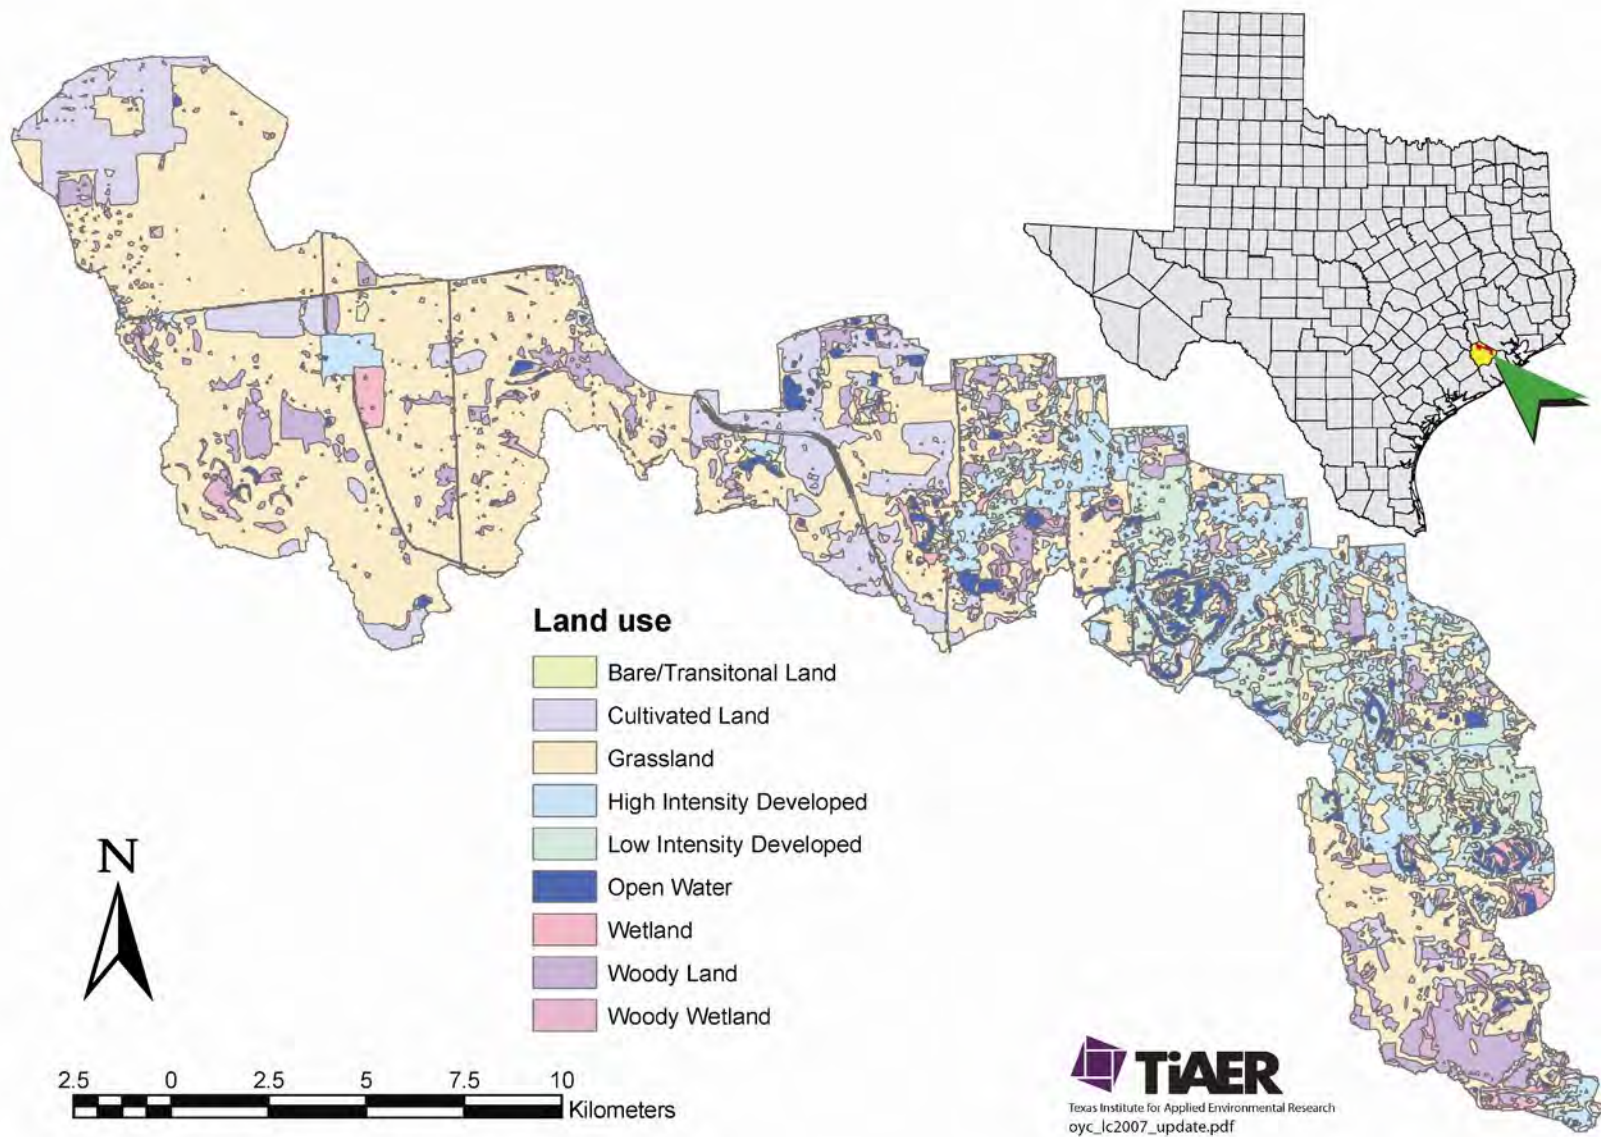 Land use
Bare/Transitonal Land
Cultivated Land
Grassland
High Intensity Developed
Low Intensity Developed
Open Water
Wetland
Woody Land
Woody Wetland
N
2.5 0 2.5 5 7.5 10
Kilometers
TiAER
Texas Institute for Applied Environmental Research
oyc_lc2007_update.pdf